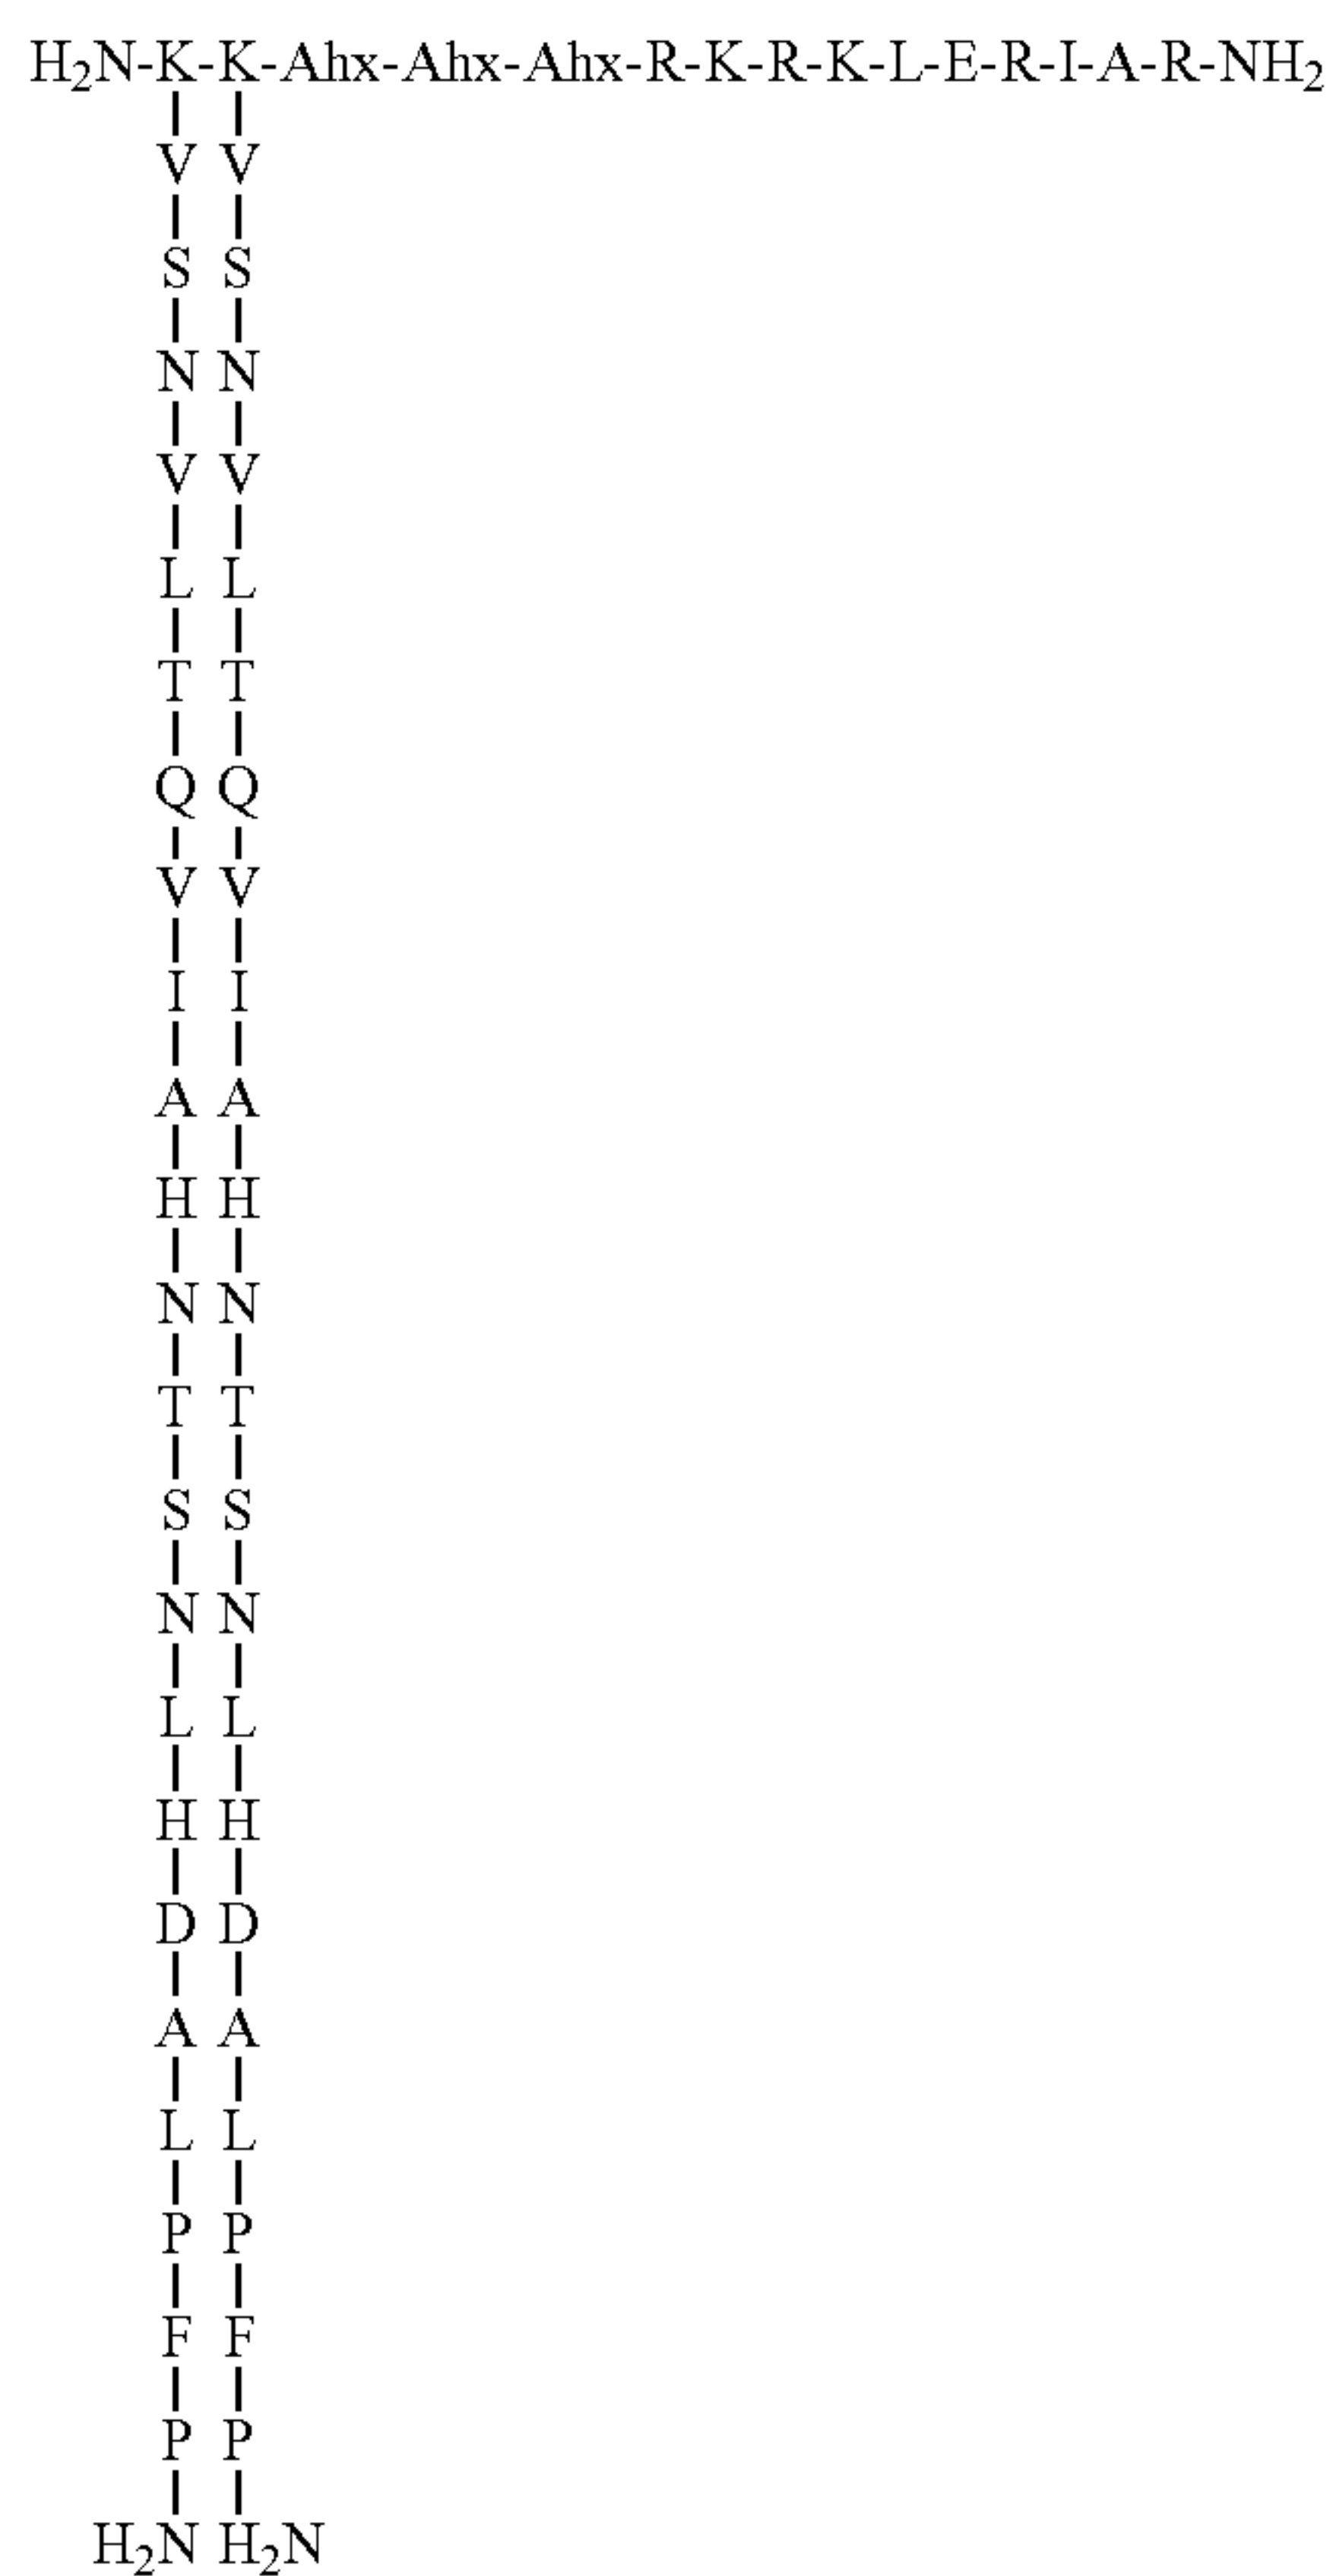 H2N-K-K-Ahx-Ahx-Ahx-R-K-R-K-L-E-R-I-A-R-NH2
V V
S S
N N
V V
L L
T T
Q Q
V V
I I
A A
H H
N N
T T
S S
N N
L L
H H
D D
A A
L L
P P
F F
P P
H2N H2N